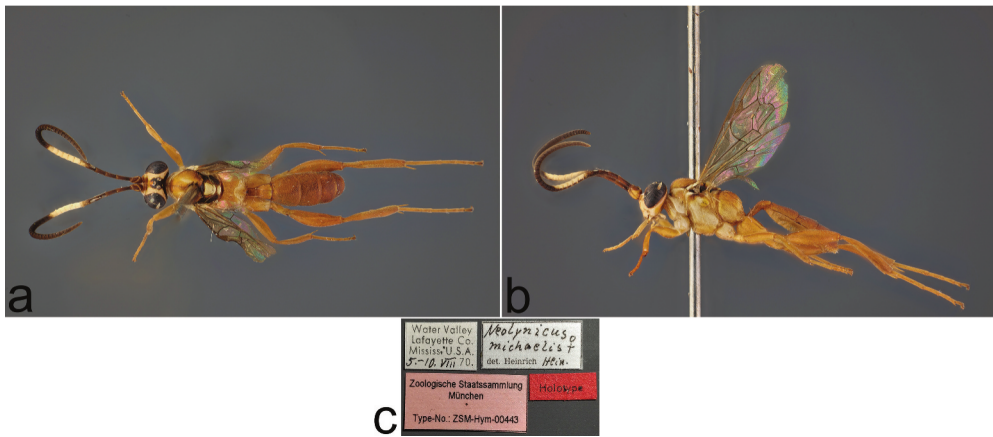 a
b
c
Water Valley
Lafayette Co.
Mississ. U.S.A.
5.-10. VIII 70.
Neolynicus
michaelis ♀
det. Heinrich Hein.
Zoologische Staatssammlung
München
Type-No.: ZSM-Hym-00443
Holotype